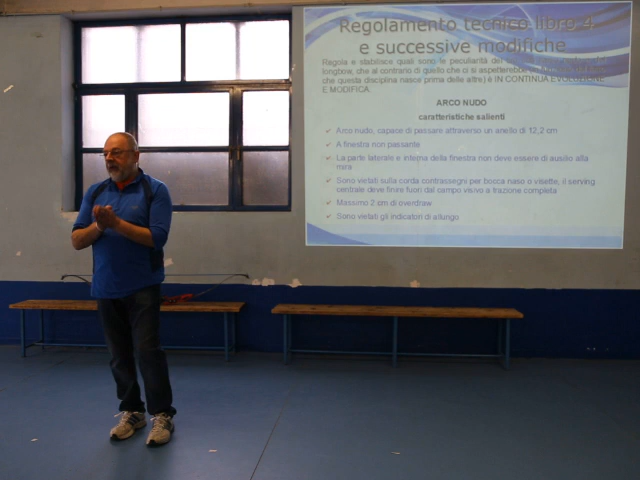 Regolamento tecnico libro 4
e successive modifiche
Regola e stabilisce quali sono le peculiarità
longbow, che al contrario di quello che ci si aspetterebbe
che questa disciplina nasce prima delle altre) è IN CONTINUA EVOLUZIONE
E MODIFICA.
ARCO NUDO
caratteristiche salienti
Arco nudo, capace di passare attraverso un anello di 12,2 cm
A finestra non passante
La parte laterale e interna della finestra non deve essere di ausilio alla
mira
Sono vietati sulla corda contrassegni per bocca naso o visette, il serving
centrale deve finire fuori dal campo visivo a trazione completa
Massimo 2 cm di overdraw
Sono vietati gli indicatori di allungo